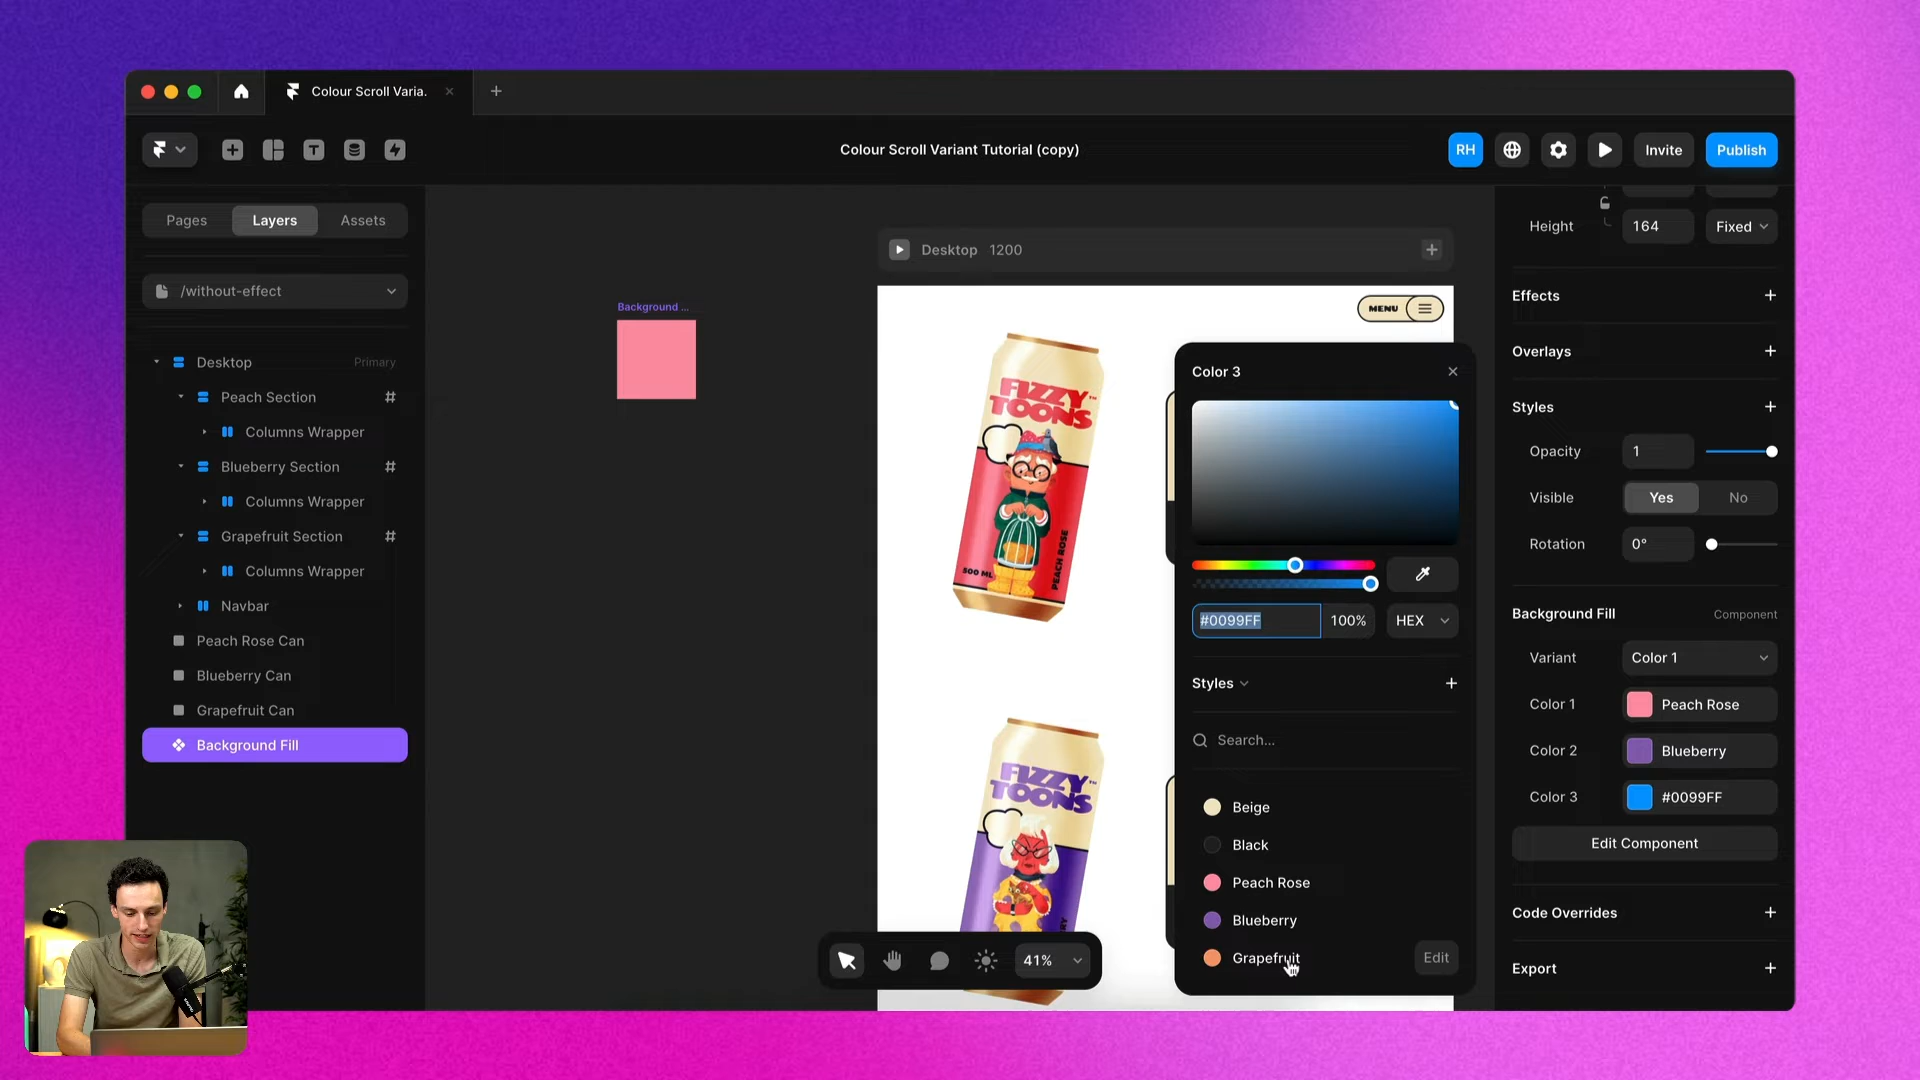 Colour Scroll Varia.
Colour Scroll Variant Tutorial (copy)
RH
Invite
Publish
Pages
Layers
Assets
/without-effect
Desktop
Primary
Peach Section
Columns Wrapper
Blueberry Section
Columns Wrapper
Grapefruit Section
Columns Wrapper
Navbar
Peach Rose Can
Blueberry Can
Grapefruit Can
Background Fill
Background ...
Desktop 1200
MENU
FIZZY
TOONS™
500 ML
PEACH ROSE
FIZZY
TOONS™
41%
Color 3
#0099FF
100%
HEX
Styles
Search...
Beige
Black
Peach Rose
Blueberry
Grapefruit
Edit
Height
164
Fixed
Effects
Overlays
Styles
Opacity
1
Visible
Yes
No
Rotation
0°
Background Fill
Component
Variant
Color 1
Color 1
Peach Rose
Color 2
Blueberry
Color 3
#0099FF
Edit Component
Code Overrides
Export